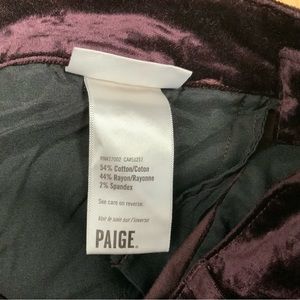 54% Cotton/Coton
44% Rayon/Rayonne
2% Spandex
See care on reverse.
Voir le soin sur l'inverse
PAIGE